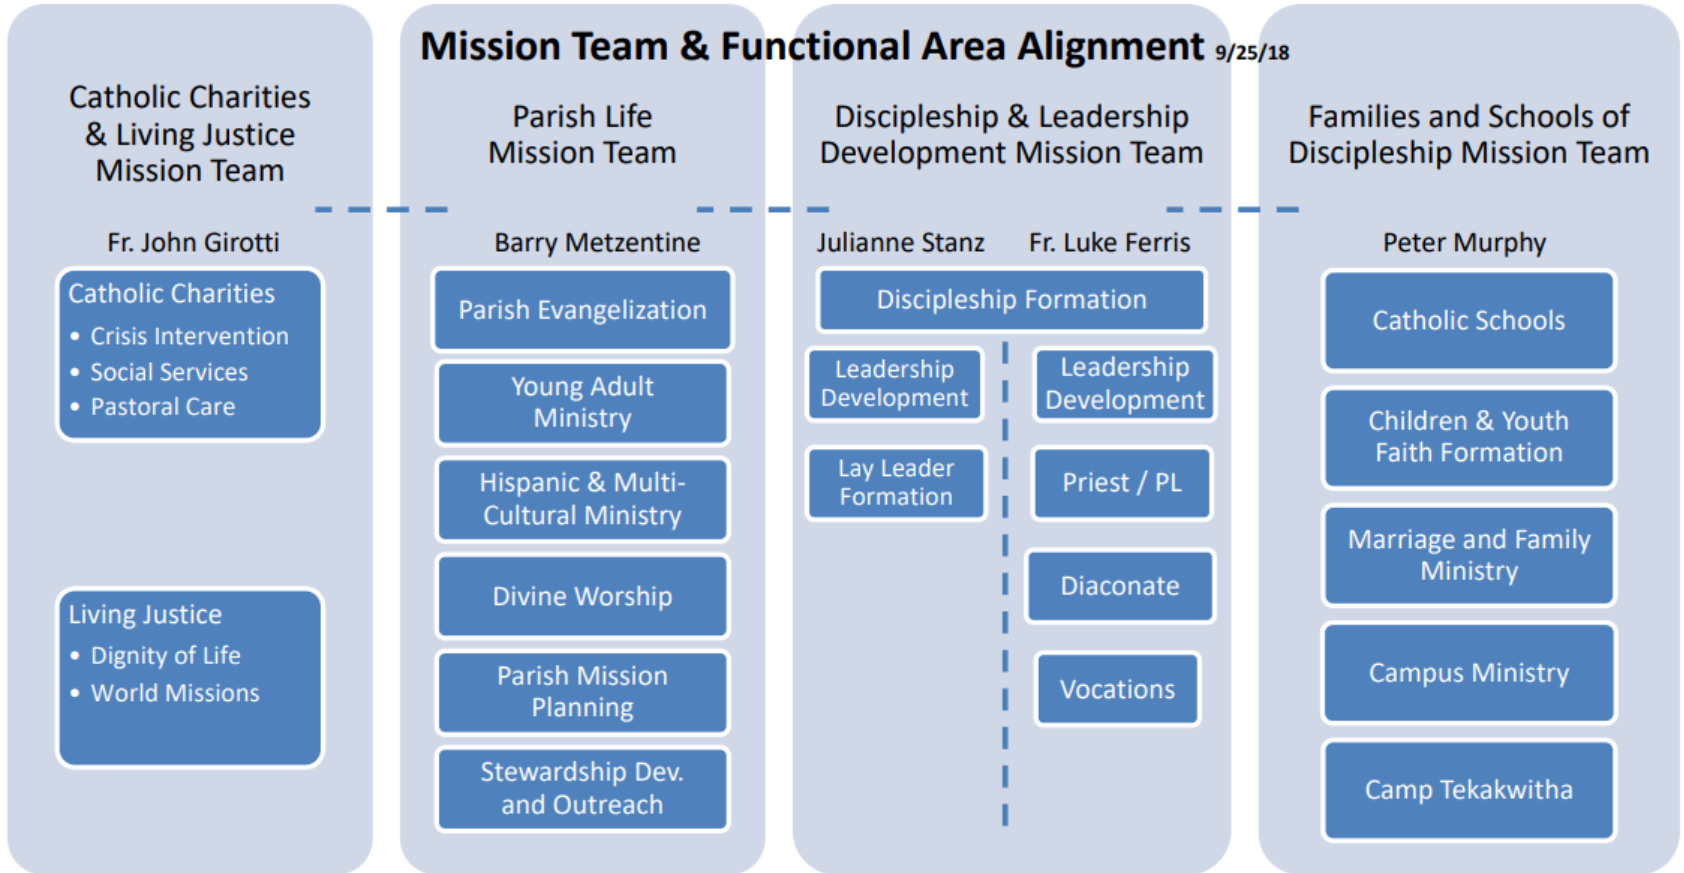 Mission Team & Functional Area Alignment 9/25/18
Catholic Charities
& Living Justice
Mission Team
Fr. John Girotti
Catholic Charities
• Crisis Intervention
• Social Services
• Pastoral Care
Living Justice
• Dignity of Life
• World Missions
Parish Life
Mission Team
Barry Metzentine
Parish Evangelization
Young Adult
Ministry
Hispanic & Multi-
Cultural Ministry
Divine Worship
Parish Mission
Planning
Stewardship Dev.
and Outreach
Discipleship & Leadership
Development Mission Team
Julianne Stanz
Fr. Luke Ferris
Discipleship Formation
Leadership
Development
Lay Leader
Formation
Leadership
Development
Priest / PL
Diaconate
Vocations
Families and Schools of
Discipleship Mission Team
Peter Murphy
Catholic Schools
Children & Youth
Faith Formation
Marriage and Family
Ministry
Campus Ministry
Camp Tekakwitha